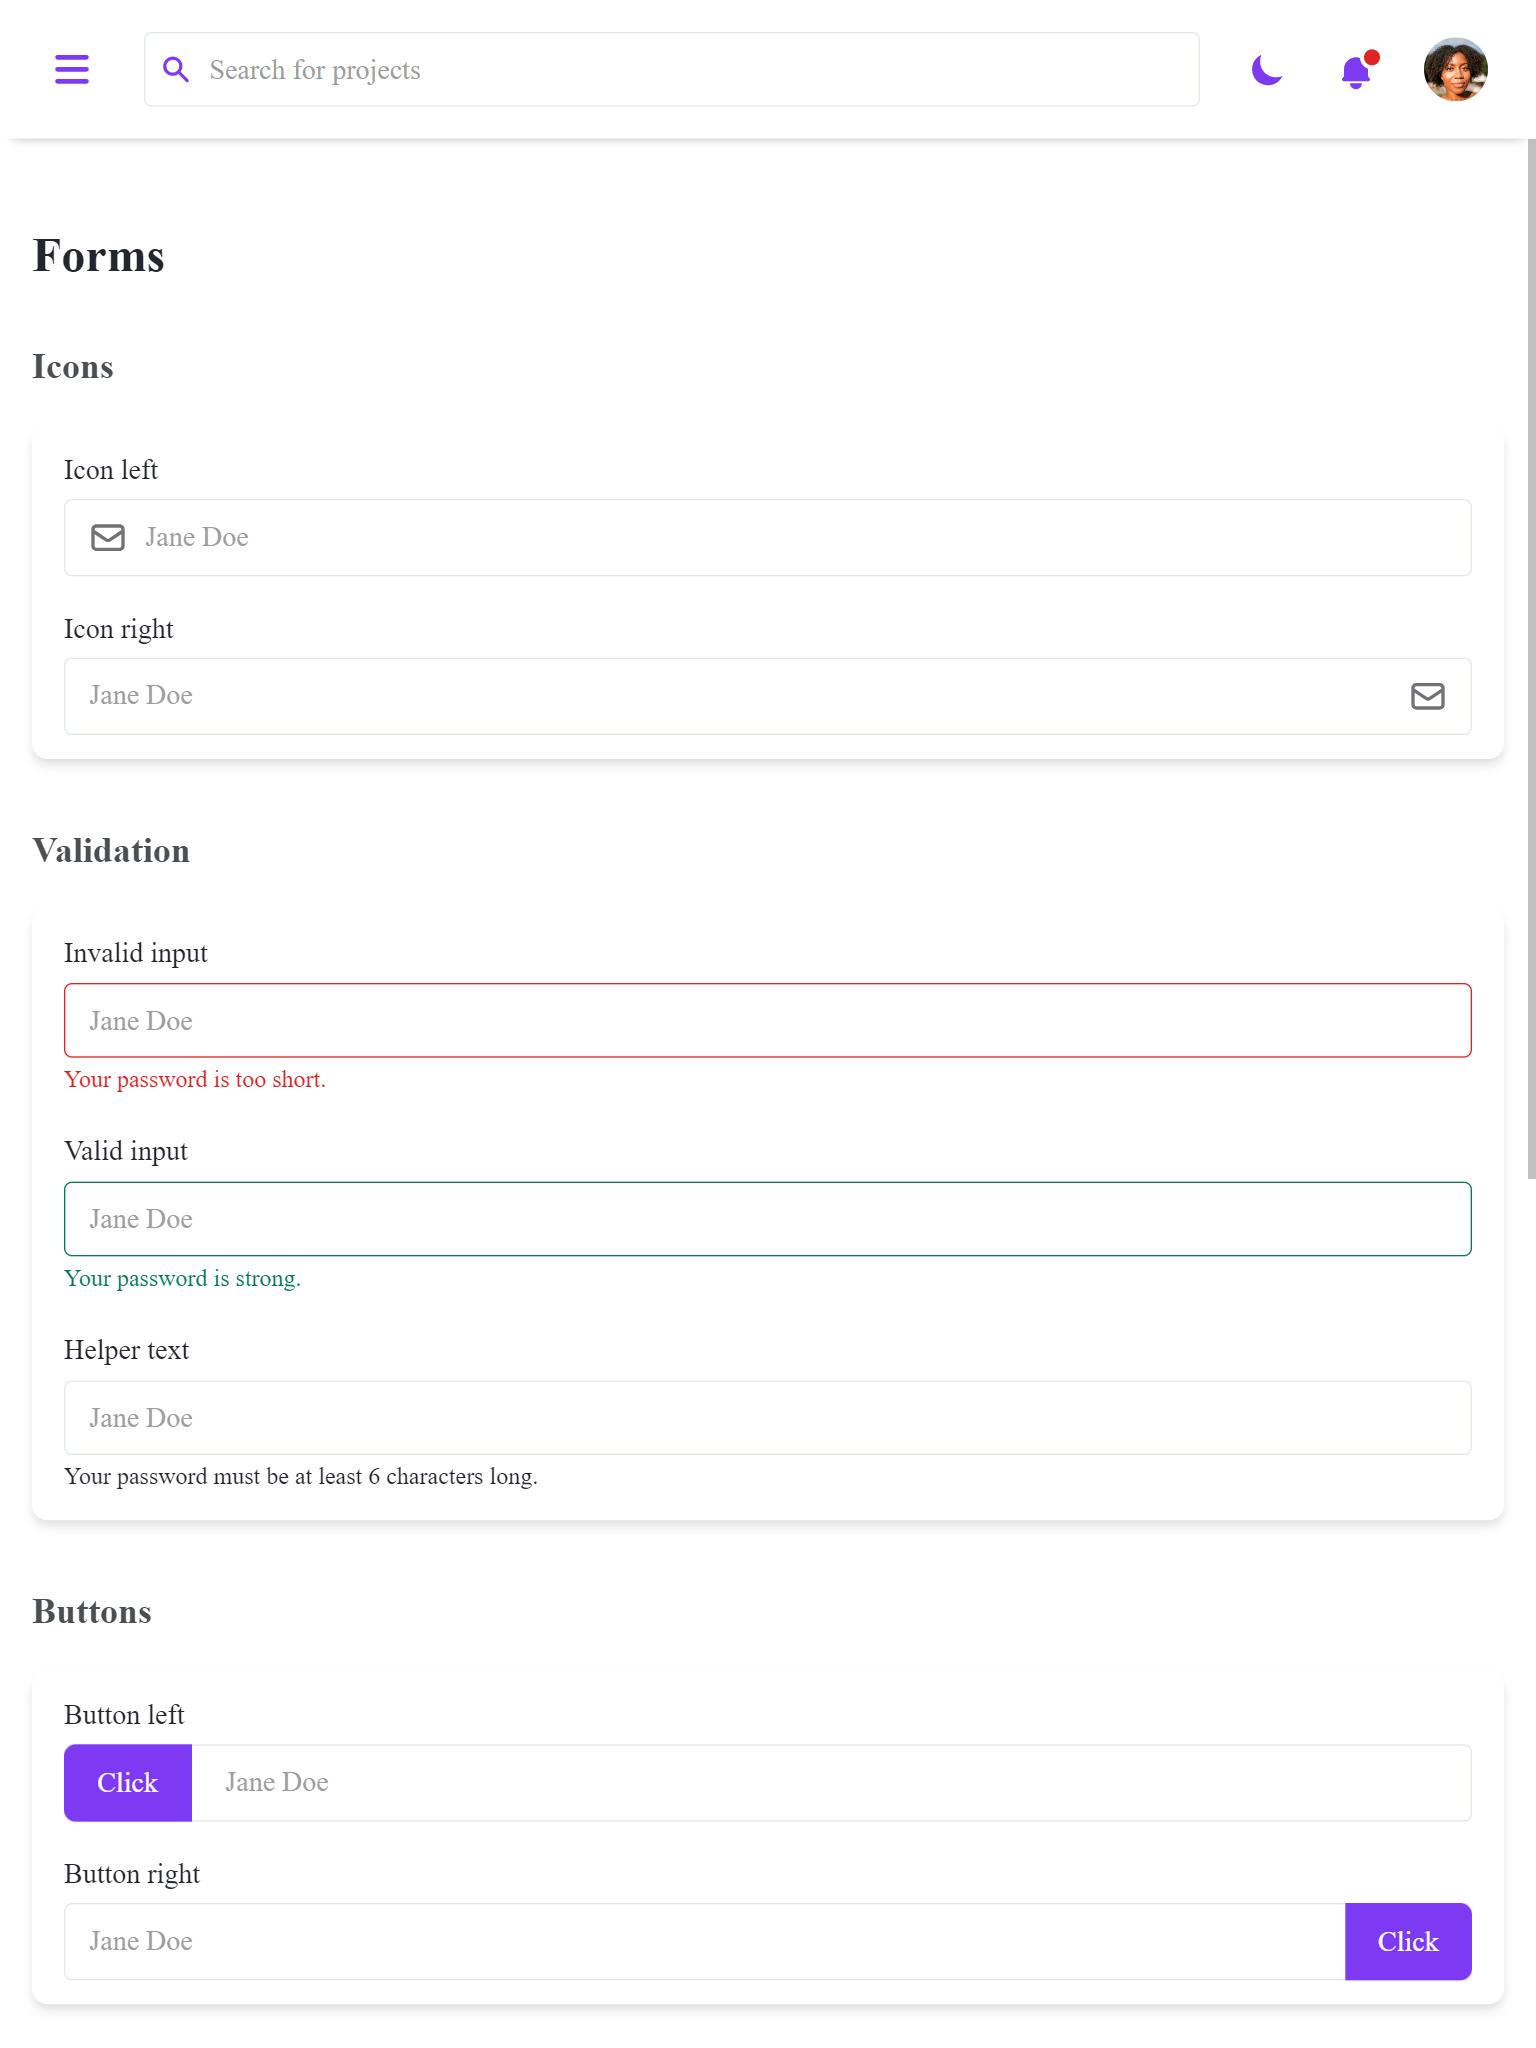 Search for projects
Forms
Icons
Icon left
Jane Doe
Icon right
Jane Doe
Validation
Invalid input
Jane Doe
Your password is too short.
Valid input
Jane Doe
Your password is strong.
Helper text
Jane Doe
Your password must be at least 6 characters long.
Buttons
Button left
Click Jane Doe
Button right
Jane Doe Click